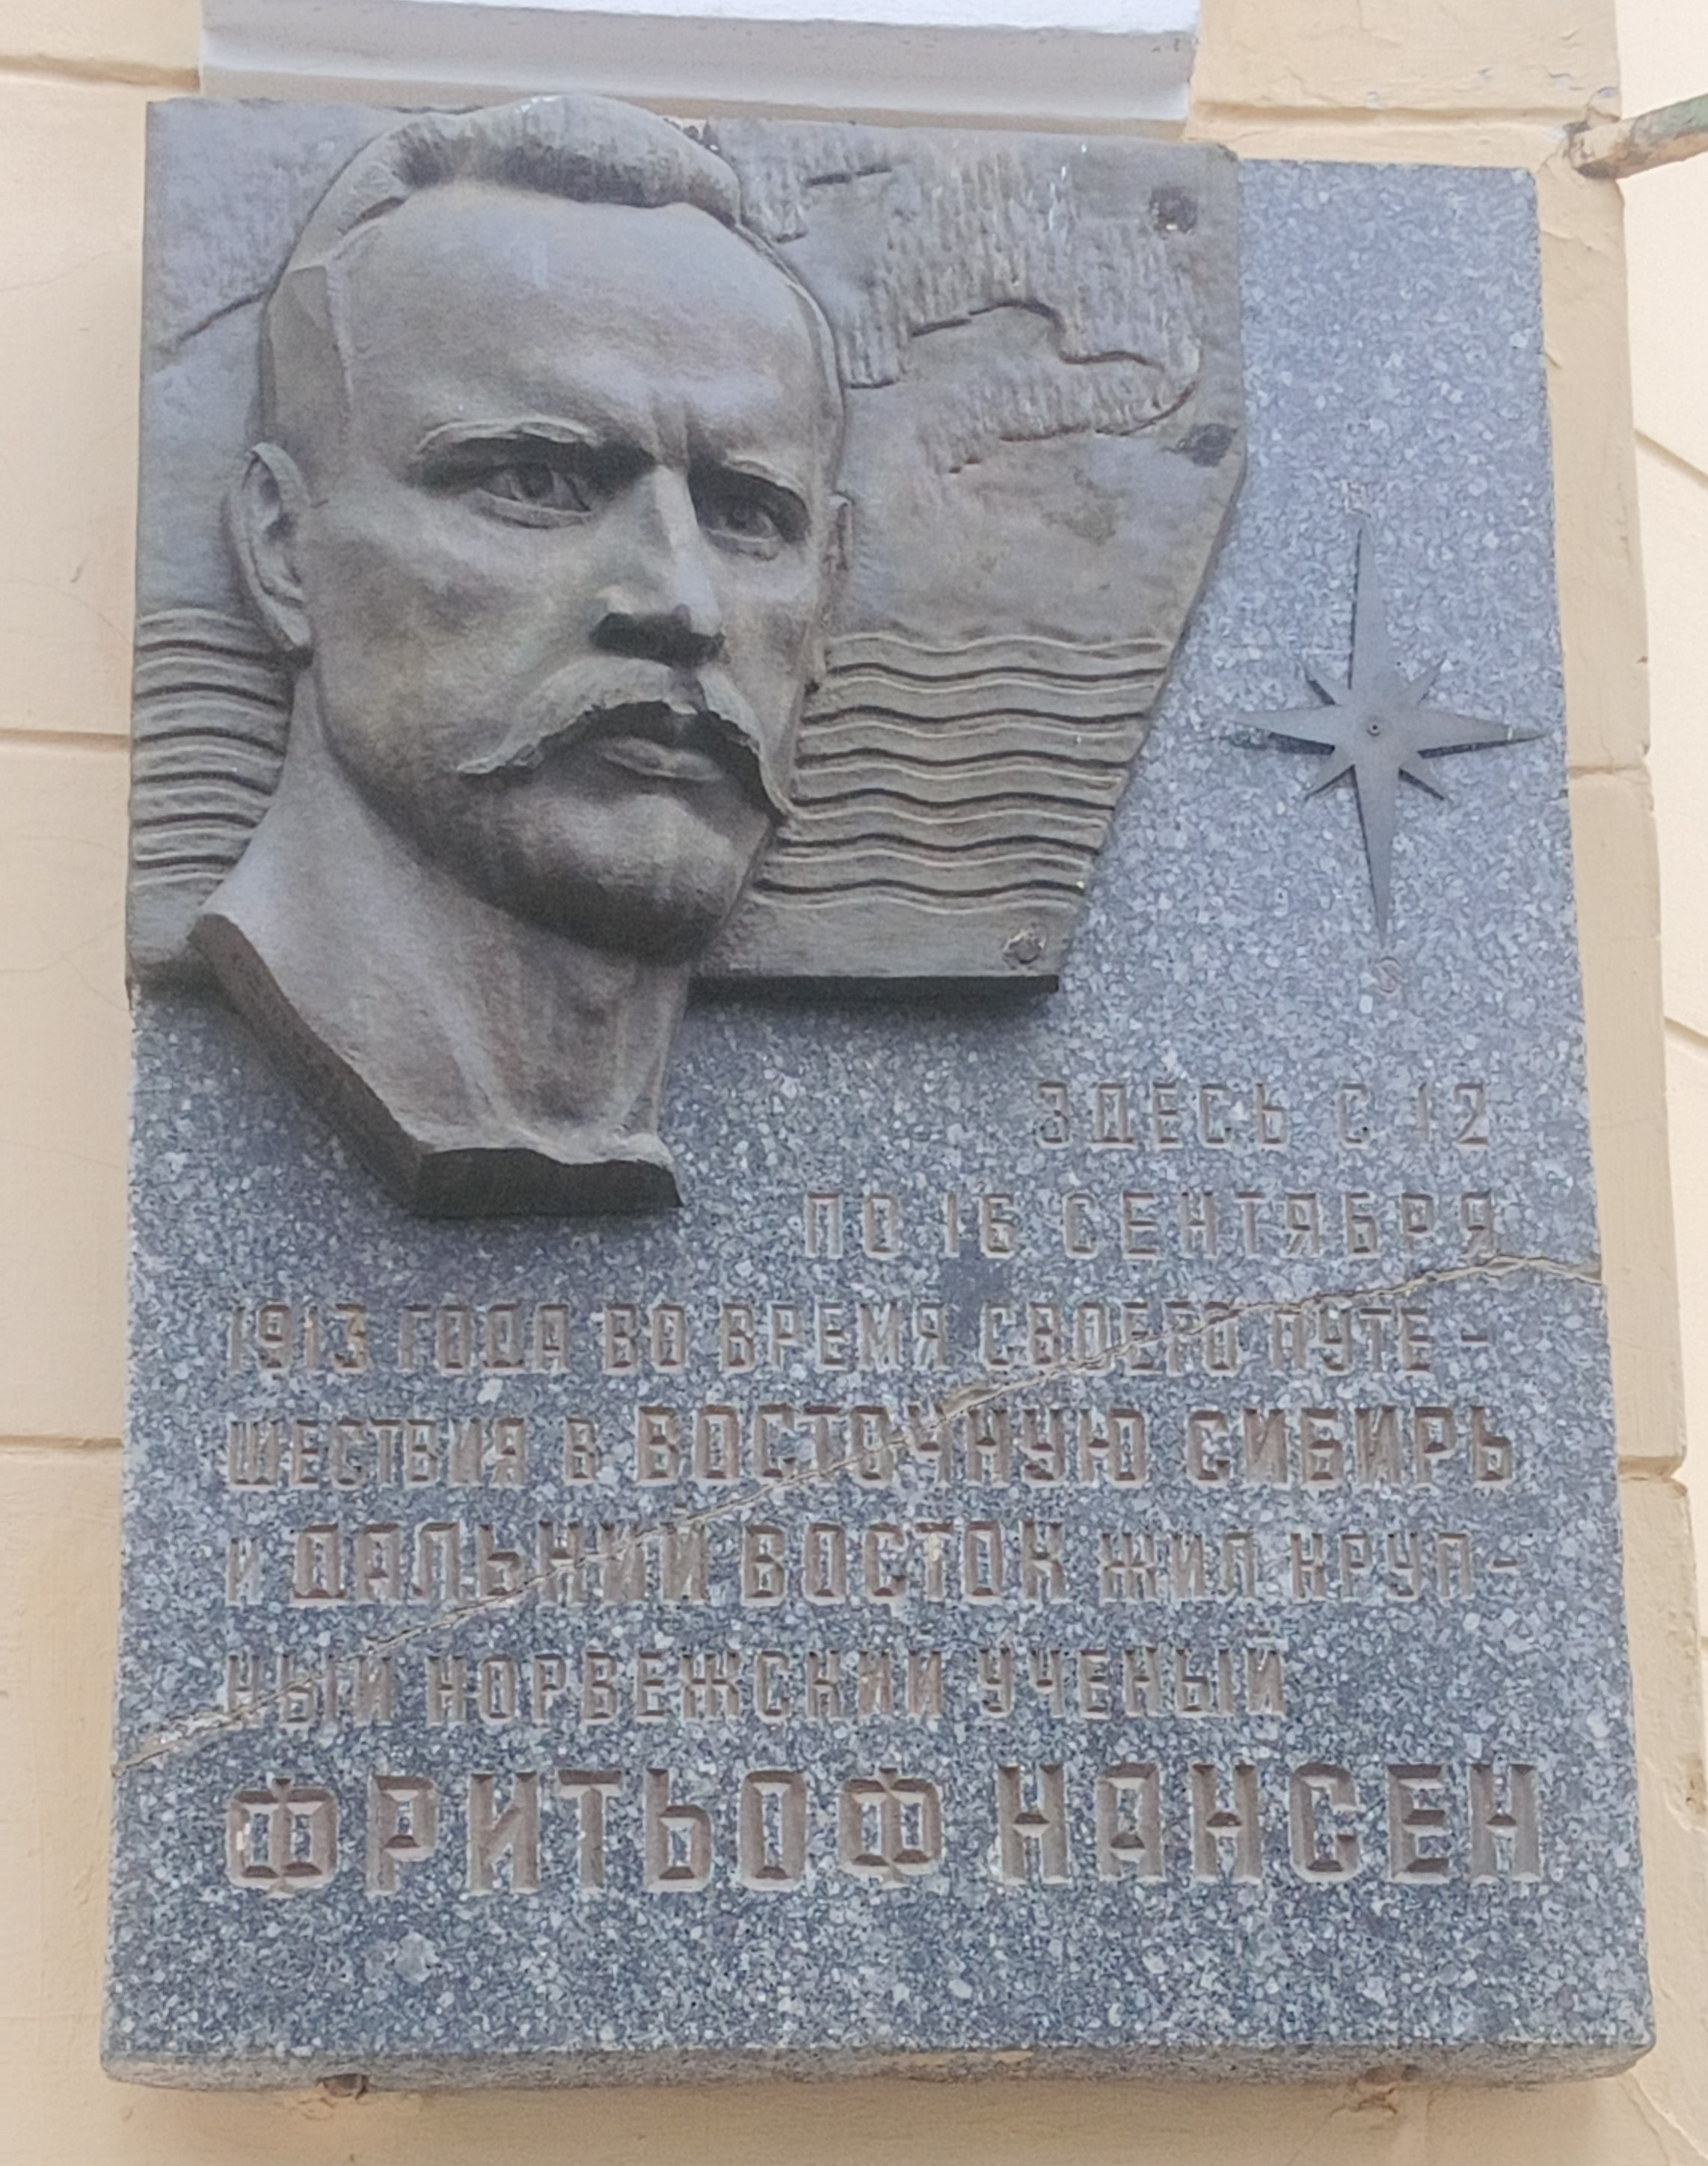 N
S
ЗДЕСЬ С 12
ПО 16 СЕНТЯБРЯ
1913 ГОДА ВО ВРЕМЯ СВОЕГО ПУТЕ-
ШЕСТВИЯ В ВОСТОЧНУЮ СИБИРЬ
И ДАЛЬНИЙ ВОСТОК ЖИЛ КРУП-
НЫЙ НОРВЕЖСКИЙ УЧЕНЫЙ
ФРИТЬОФ НАНСЕН